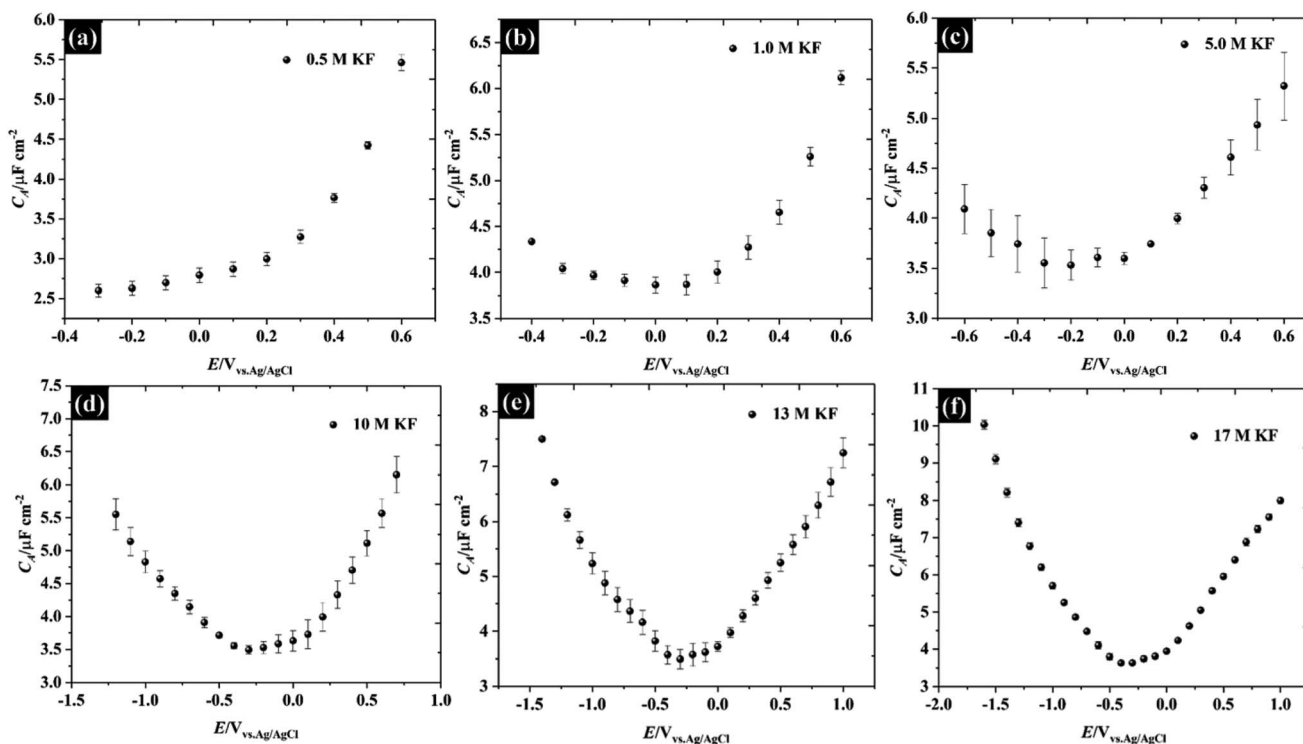 (a)
0.5 M KF
C_A/μF cm⁻²
6.0
5.5
5.0
4.5
4.0
3.5
3.0
2.5
-0.4 -0.2 0.0 0.2 0.4 0.6
E/V vs.Ag/AgCl
(b)
1.0 M KF
C_A/μF cm⁻²
6.5
6.0
5.5
5.0
4.5
4.0
3.5
-0.4 -0.2 0.0 0.2 0.4 0.6
E/V vs.Ag/AgCl
(c)
5.0 M KF
C_A/μF cm⁻²
6.0
5.5
5.0
4.5
4.0
3.5
3.0
-0.6 -0.4 -0.2 0.0 0.2 0.4 0.6
E/V vs.Ag/AgCl
(d)
10 M KF
C_A/μF cm⁻²
7.5
7.0
6.5
6.0
5.5
5.0
4.5
4.0
3.5
3.0
-1.5 -1.0 -0.5 0.0 0.5 1.0
E/V vs.Ag/AgCl
(e)
13 M KF
C_A/μF cm⁻²
8
7
6
5
4
3
-1.5 -1.0 -0.5 0.0 0.5 1.0
E/V vs.Ag/AgCl
(f)
17 M KF
C_A/μF cm⁻²
11
10
9
8
7
6
5
4
3
-2.0 -1.5 -1.0 -0.5 0.0 0.5 1.0
E/V vs.Ag/AgCl